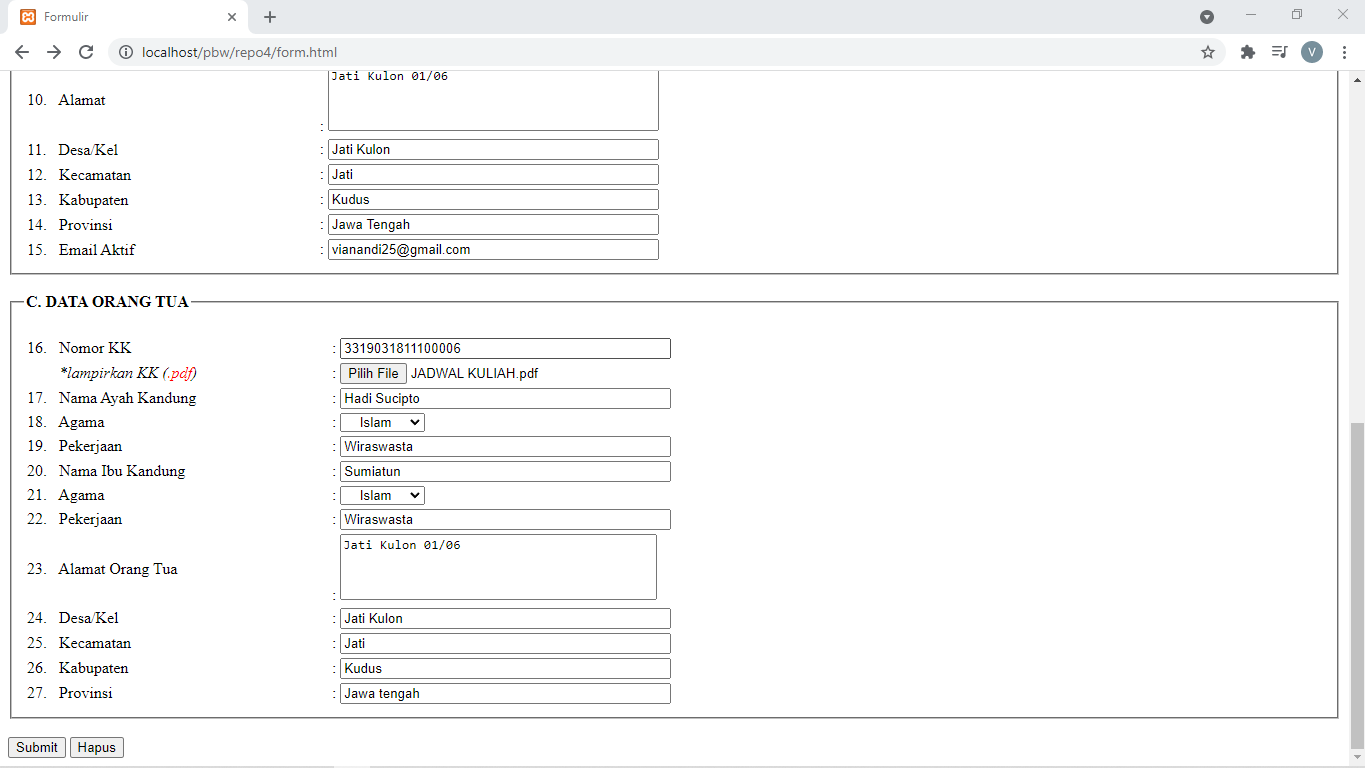 Formulir
localhost/pbw/repo4/form.html
V
Jati Kulon 01/06
10. Alamat :
11. Desa/Kel : Jati Kulon
12. Kecamatan : Jati
13. Kabupaten : Kudus
14. Provinsi : Jawa Tengah
15. Email Aktif : vianandi25@gmail.com
C. DATA ORANG TUA
16. Nomor KK : 3319031811100006
*lampirkan KK (.pdf) : Pilih File JADWAL KULIAH.pdf
17. Nama Ayah Kandung : Hadi Sucipto
18. Agama : Islam
19. Pekerjaan : Wiraswasta
20. Nama Ibu Kandung : Sumiatun
21. Agama : Islam
22. Pekerjaan : Wiraswasta
Jati Kulon 01/06
23. Alamat Orang Tua :
24. Desa/Kel : Jati Kulon
25. Kecamatan : Jati
26. Kabupaten : Kudus
27. Provinsi : Jawa tengah
Submit Hapus